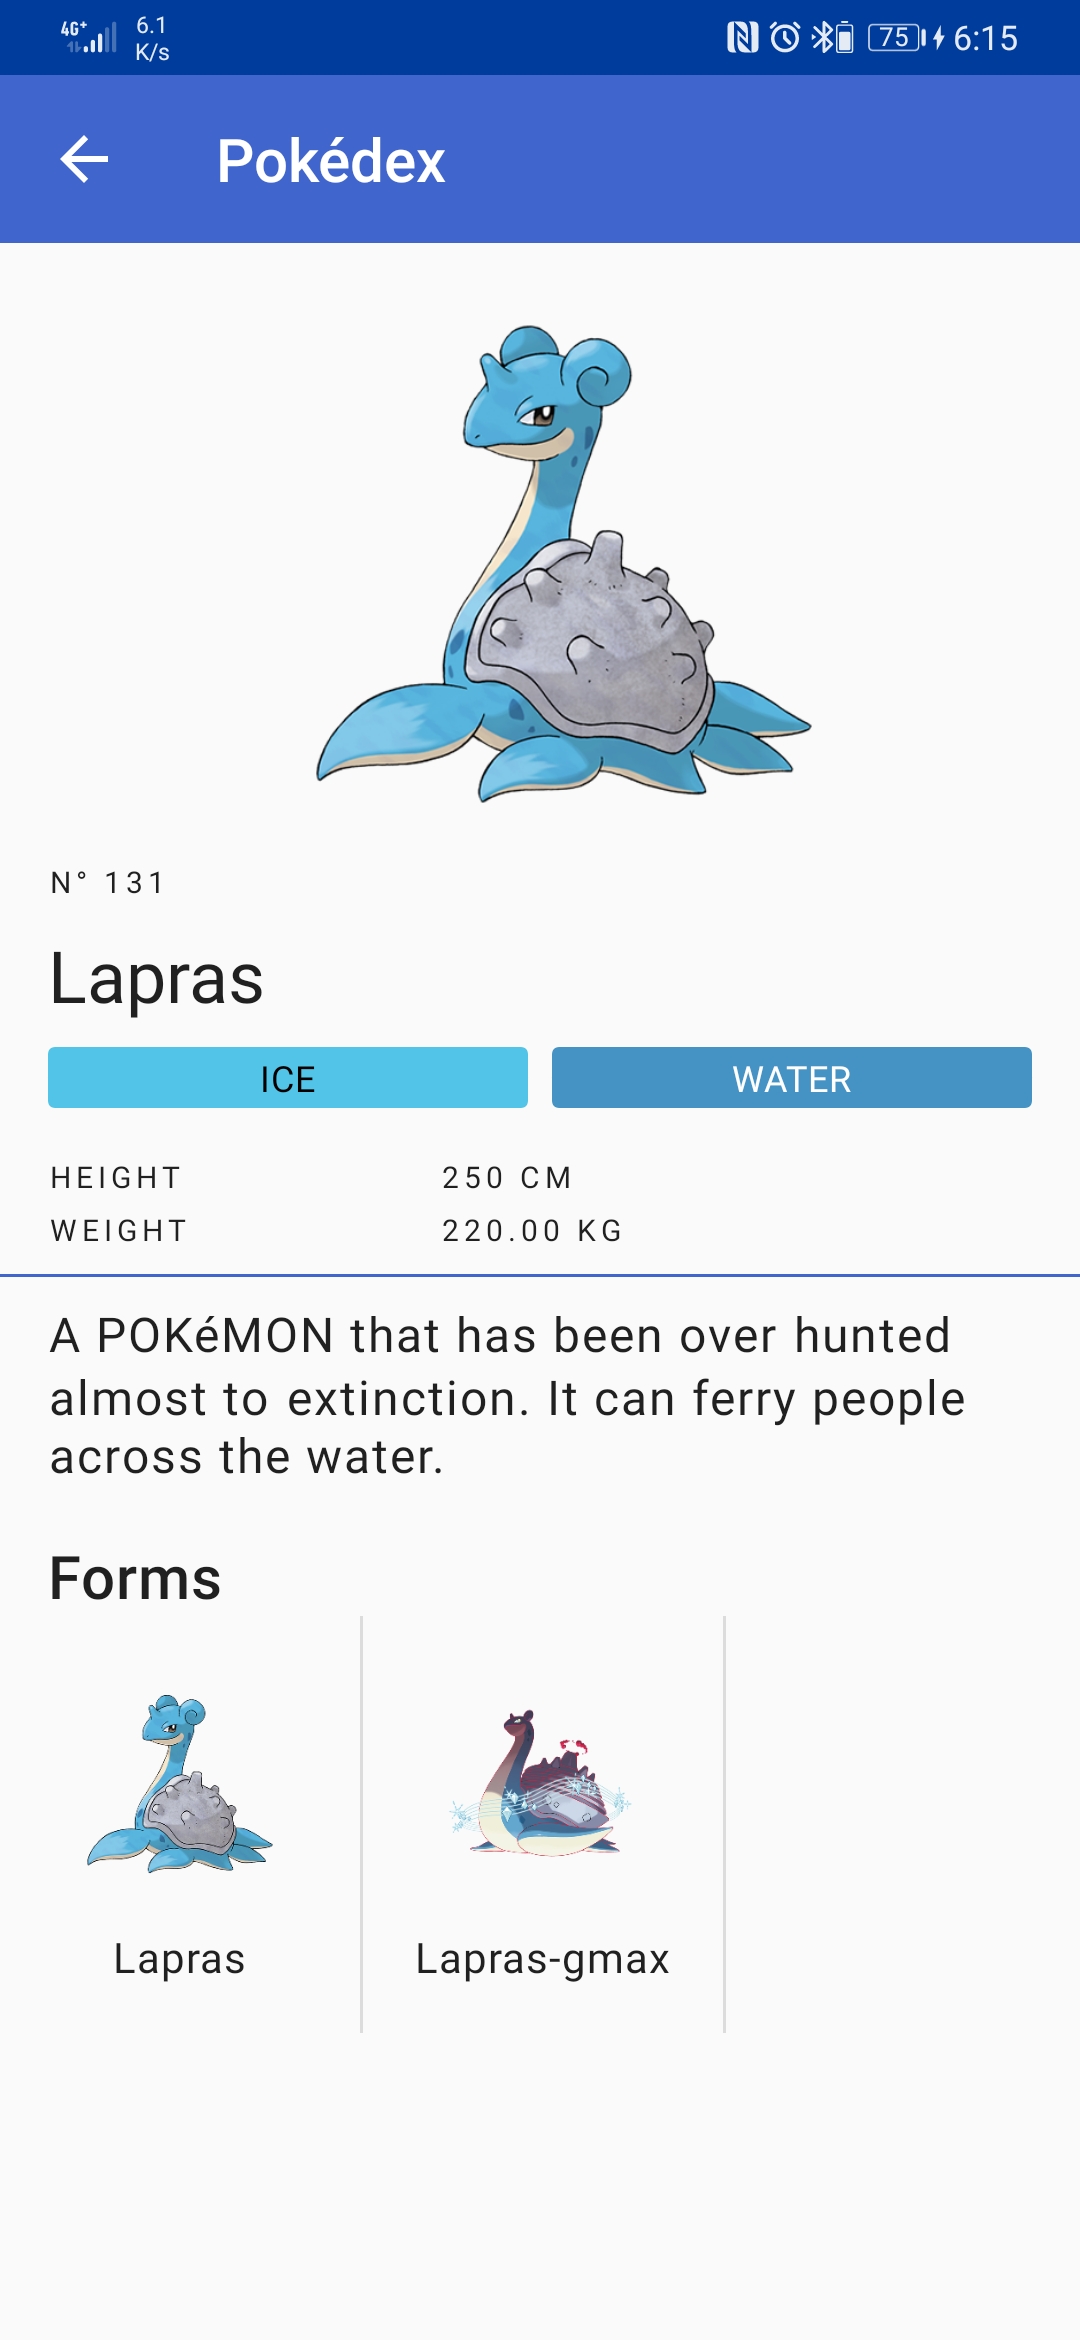 4G+
6.1
K/s
75
6:15
Pokédex
N° 131
Lapras
ICE
WATER
HEIGHT 250 CM
WEIGHT 220.00 KG
A POKéMON that has been over hunted
almost to extinction. It can ferry people
across the water.
Forms
Lapras
Lapras-gmax